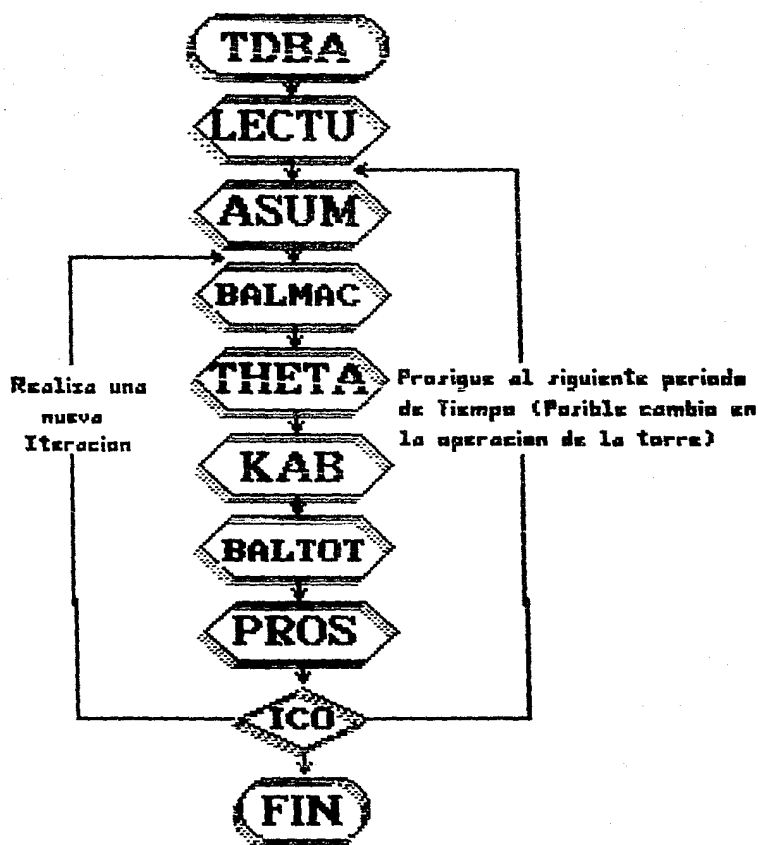 TDBA
LECTU
ASUM
BALMAC
THETA
Realiza una
nueva
Iteracion
Prosigue al siguiente periodo
de Tiempo (Posible cambio en
la operacion de la torre)
KAB
BALTOT
PROS
ICO
FIN